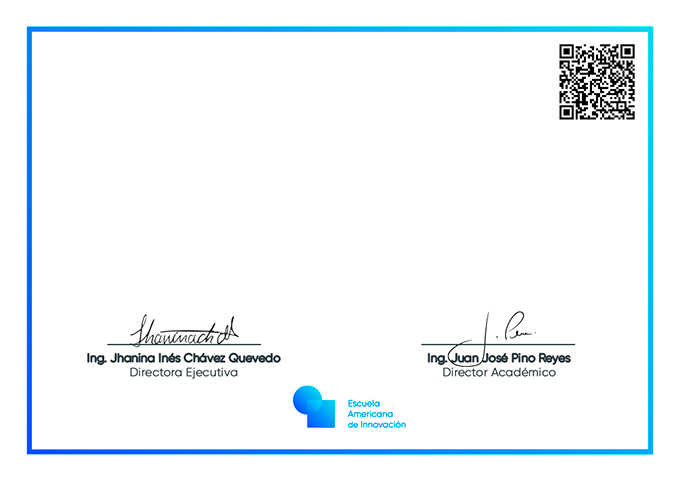 Ing. Jhanina Inés Chávez Quevedo
Directora Ejecutiva
Ing. Juan José Pino Reyes
Director Académico
Escuela
Americana
de Innovación